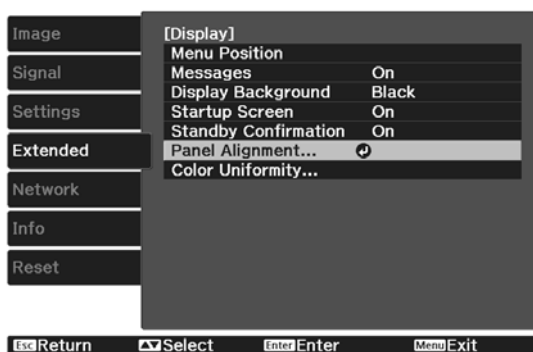 Image
Signal
Settings
Extended
Network
Info
Reset
[Display]
Menu Position
Messages On
Display Background Black
Startup Screen On
Standby Confirmation On
Panel Alignment...
Color Uniformity...
Esc Return Select Enter Enter Menu Exit